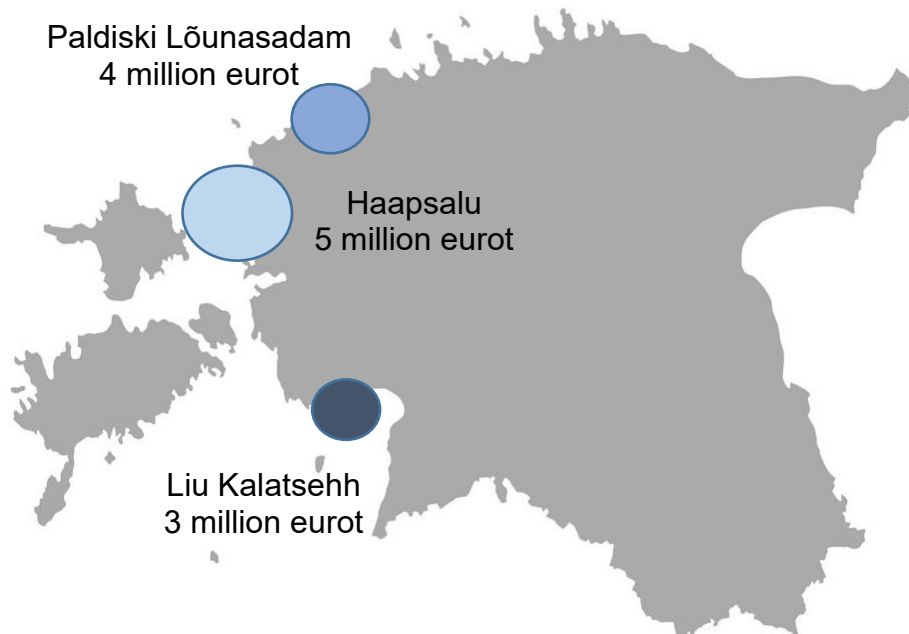 Paldiski Lõunasadam
4 million eurot
Haapsalu
5 million eurot
Liu Kalatsehh
3 million eurot